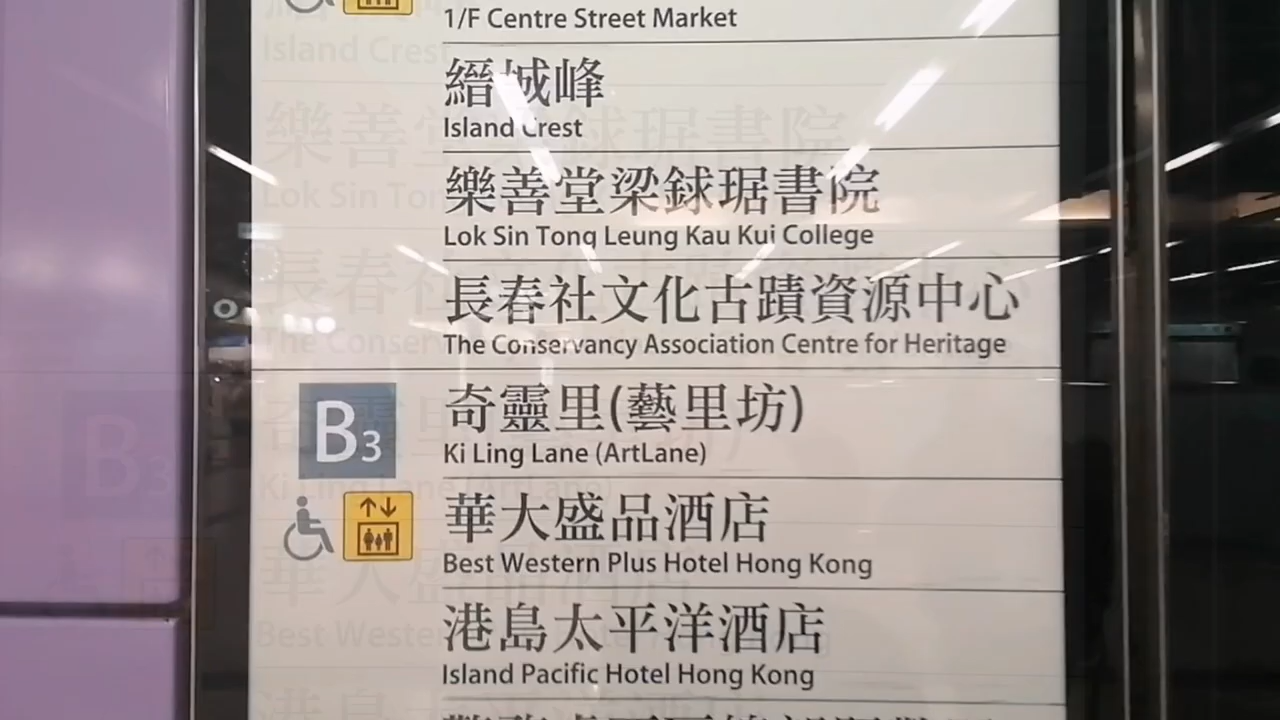 1/F Centre Street Market
縉城峰
Island Crest
樂善堂梁銶琚書院
Lok Sin Tong Leung Kau Kui College
長春社文化古蹟資源中心
The Conservancy Association Centre for Heritage
B3
奇靈里(藝里坊)
Ki Ling Lane (ArtLane)
華大盛品酒店
Best Western Plus Hotel Hong Kong
港島太平洋酒店
Island Pacific Hotel Hong Kong